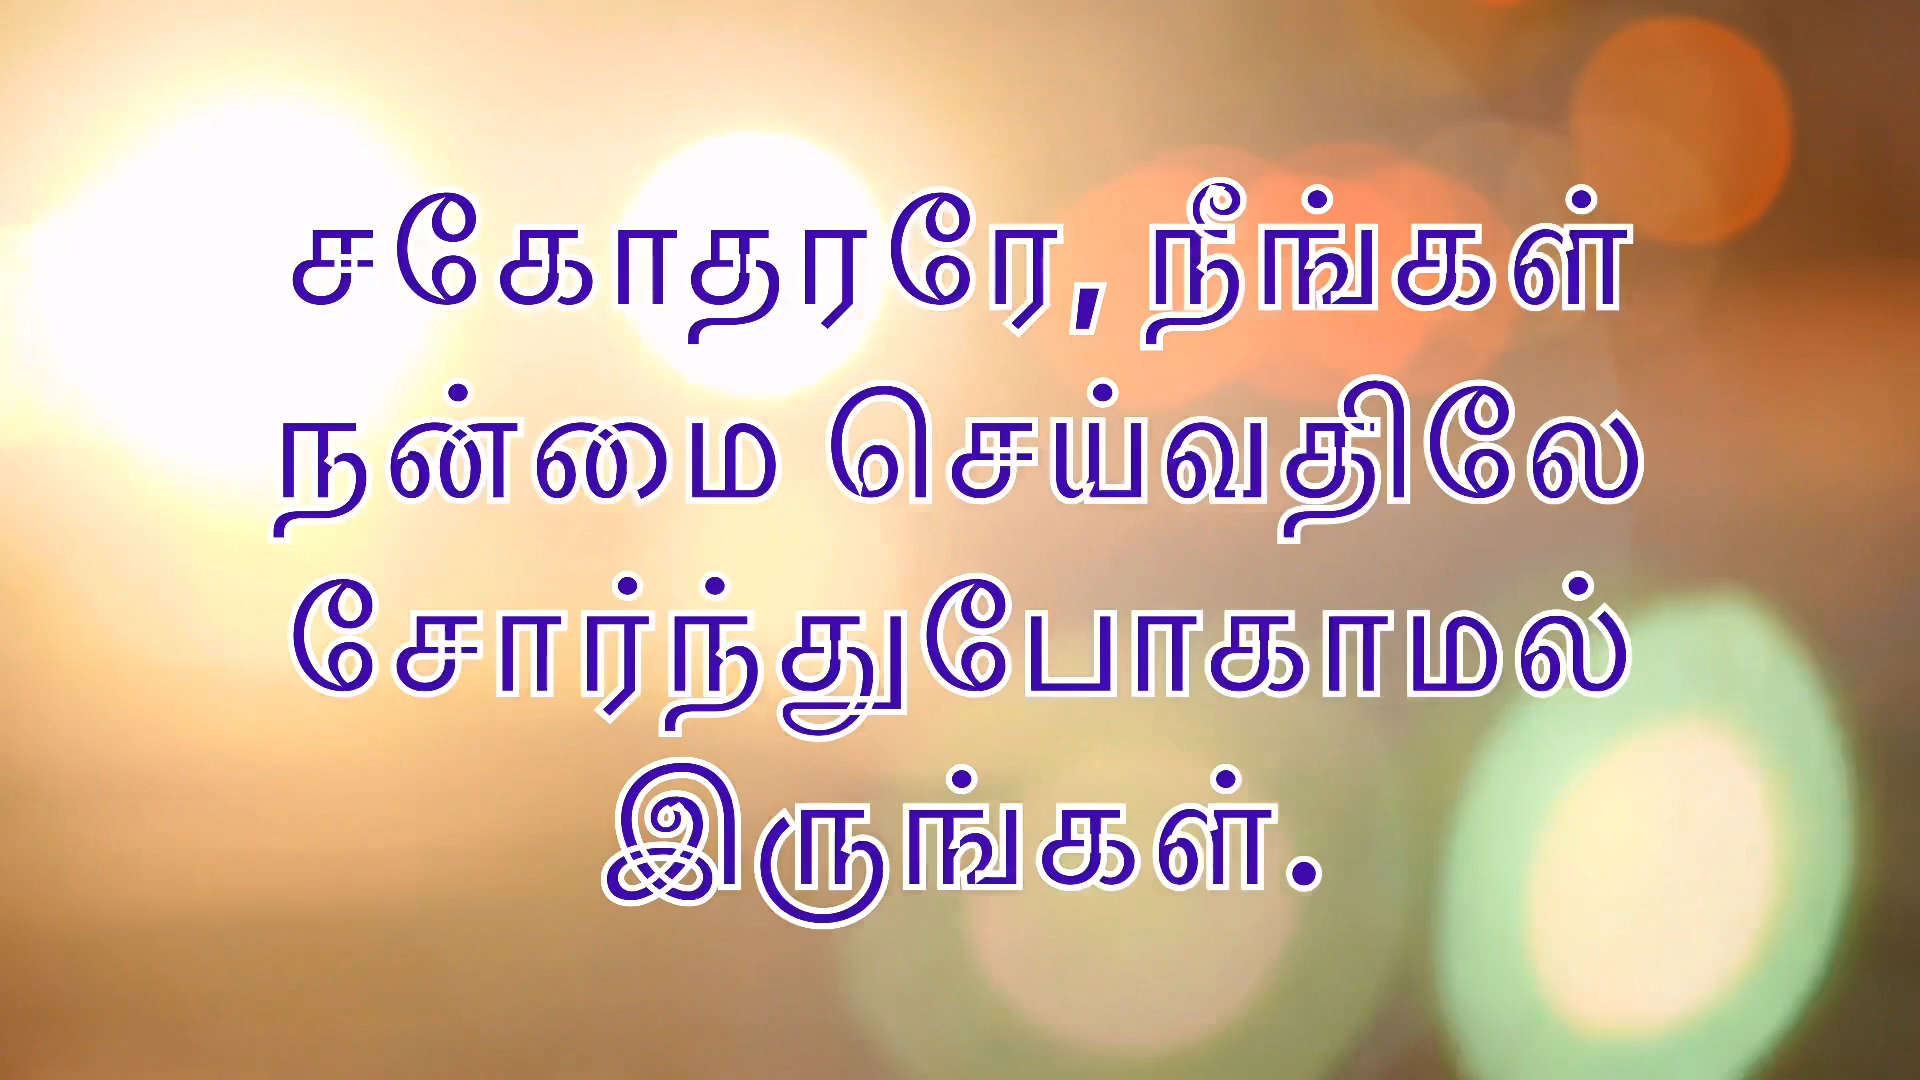 சகோதரரே, நீங்கள்
நன்மை செய்வதிலே
சோர்ந்துபோகாமல்
இருங்கள்.